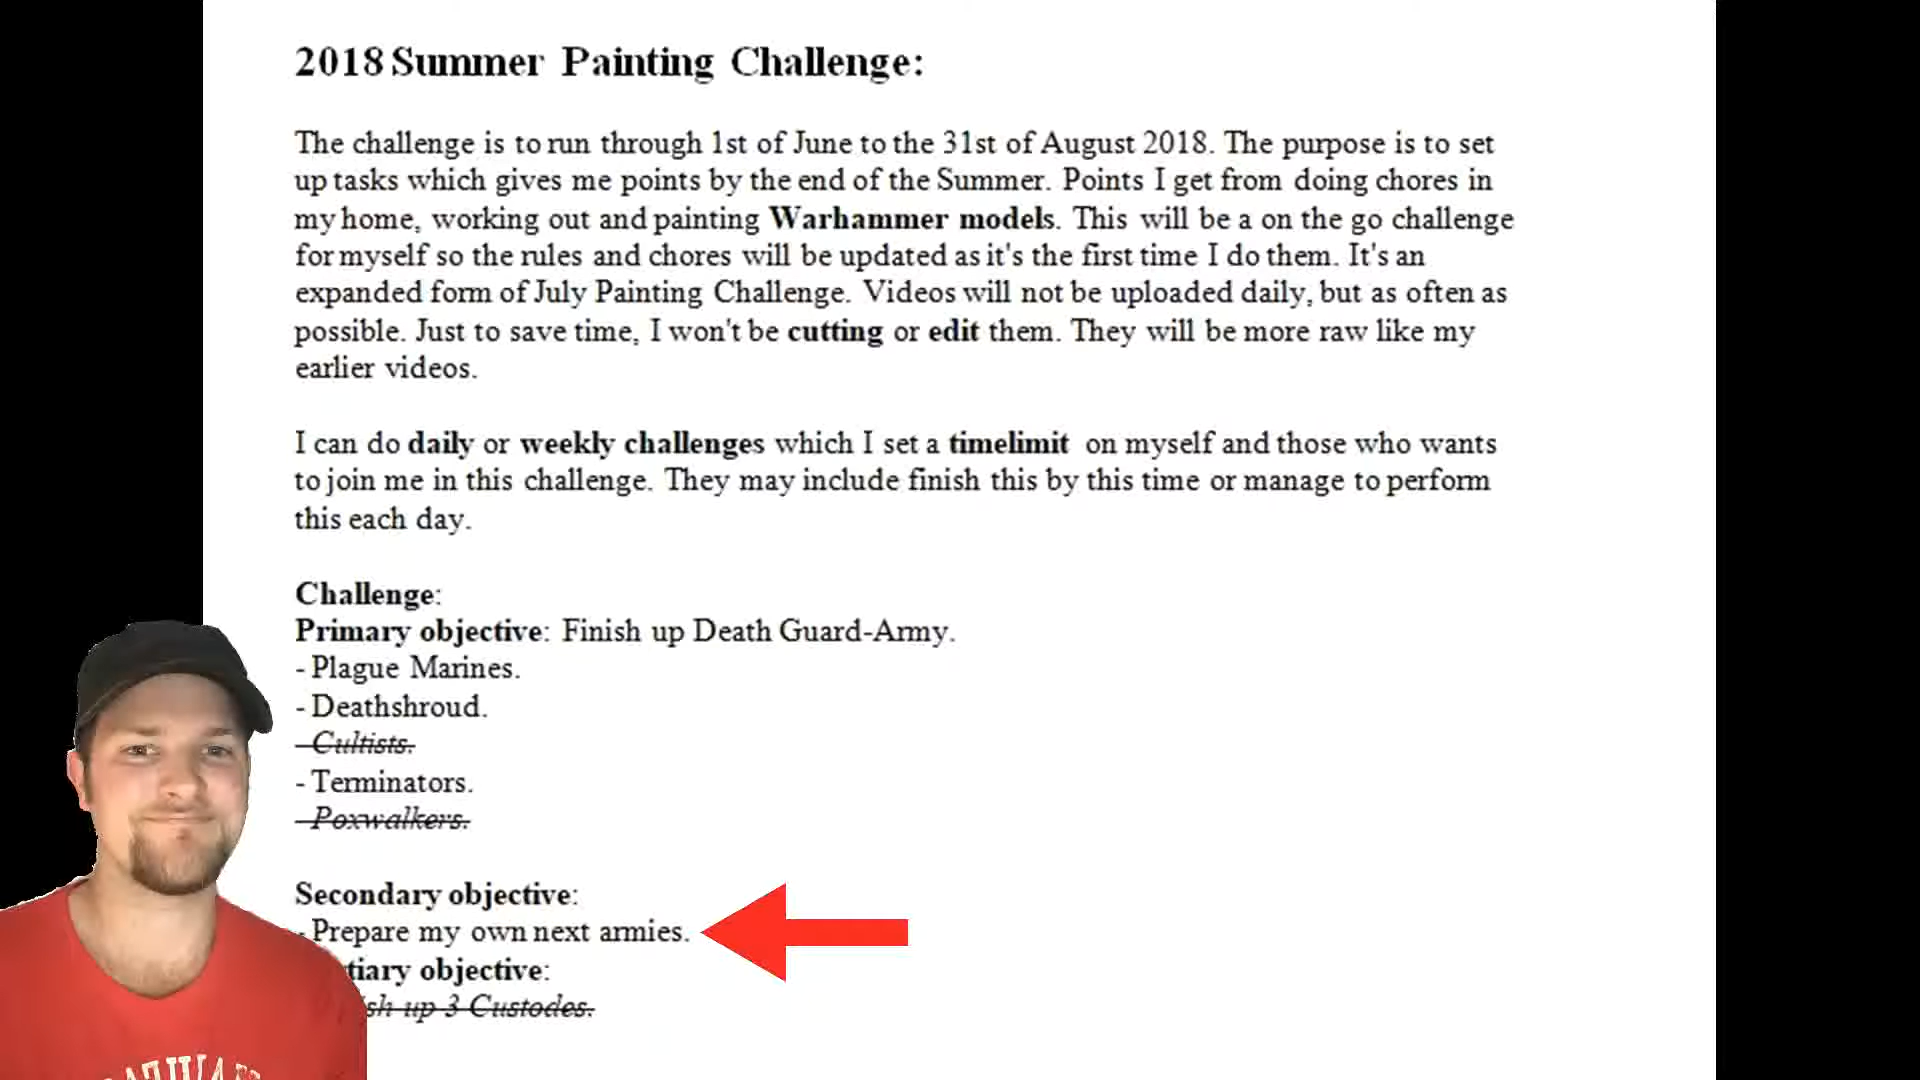 2018 Summer Painting Challenge:
The challenge is to run through 1st of June to the 31st of August 2018. The purpose is to set
up tasks which gives me points by the end of the Summer. Points I get from doing chores in
my home, working out and painting Warhammer models. This will be a on the go challenge
for myself so the rules and chores will be updated as it's the first time I do them. It's an
expanded form of July Painting Challenge. Videos will not be uploaded daily, but as often as
possible. Just to save time, I won't be cutting or edit them. They will be more raw like my
earlier videos.
I can do daily or weekly challenges which I set a timelimit on myself and those who wants
to join me in this challenge. They may include finish this by this time or manage to perform
this each day.
Challenge:
Primary objective: Finish up Death Guard-Army.
- Plague Marines.
- Deathshroud.
- Cultists.
- Terminators.
- Poxwalkers.
Secondary objective:
- Prepare my own next armies.
tiary objective:
sh up 3 Custodes.